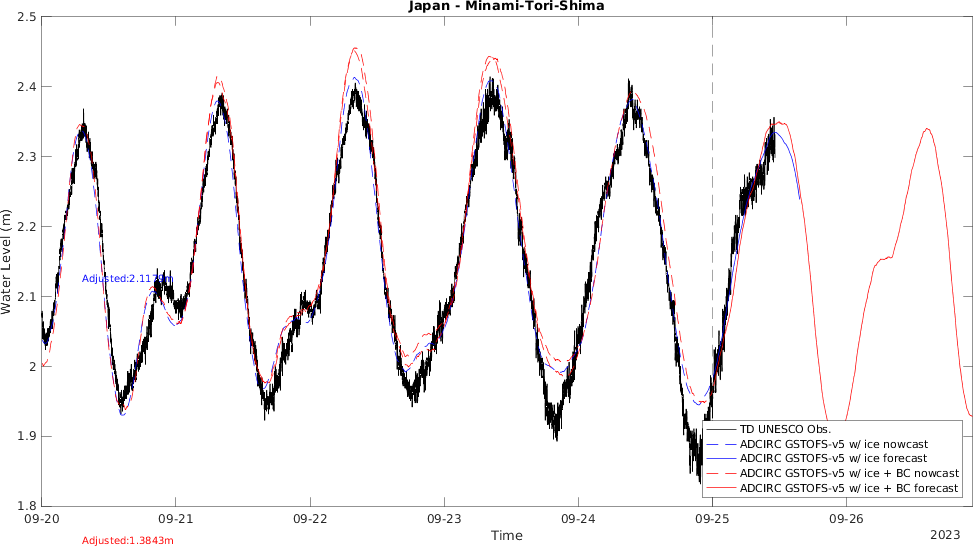 Japan - Minami-Tori-Shima
2.5
2.4
2.3
2.2
2.1
2
1.9
1.8
Water Level (m)
Adjusted:2.1179m
TD UNESCO Obs.
ADCIRC GSTOFS-v5 w/ ice nowcast
ADCIRC GSTOFS-v5 w/ ice forecast
ADCIRC GSTOFS-v5 w/ ice + BC nowcast
ADCIRC GSTOFS-v5 w/ ice + BC forecast
09-20 09-21 09-22 09-23 09-24 09-25 09-26
Time
2023
Adjusted:1.3843m